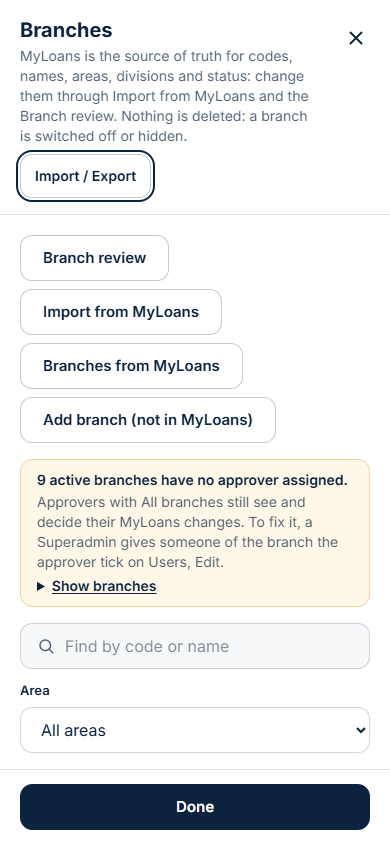 Branches
MyLoans is the source of truth for codes,
names, areas, divisions and status: change
them through Import from MyLoans and the
Branch review. Nothing is deleted: a branch
is switched off or hidden.
Import / Export
Branch review
Import from MyLoans
Branches from MyLoans
Add branch (not in MyLoans)
9 active branches have no approver assigned.
Approvers with All branches still see and
decide their MyLoans changes. To fix it, a
Superadmin gives someone of the branch the
approver tick on Users, Edit.
Show branches
Find by code or name
Area
All areas
Done